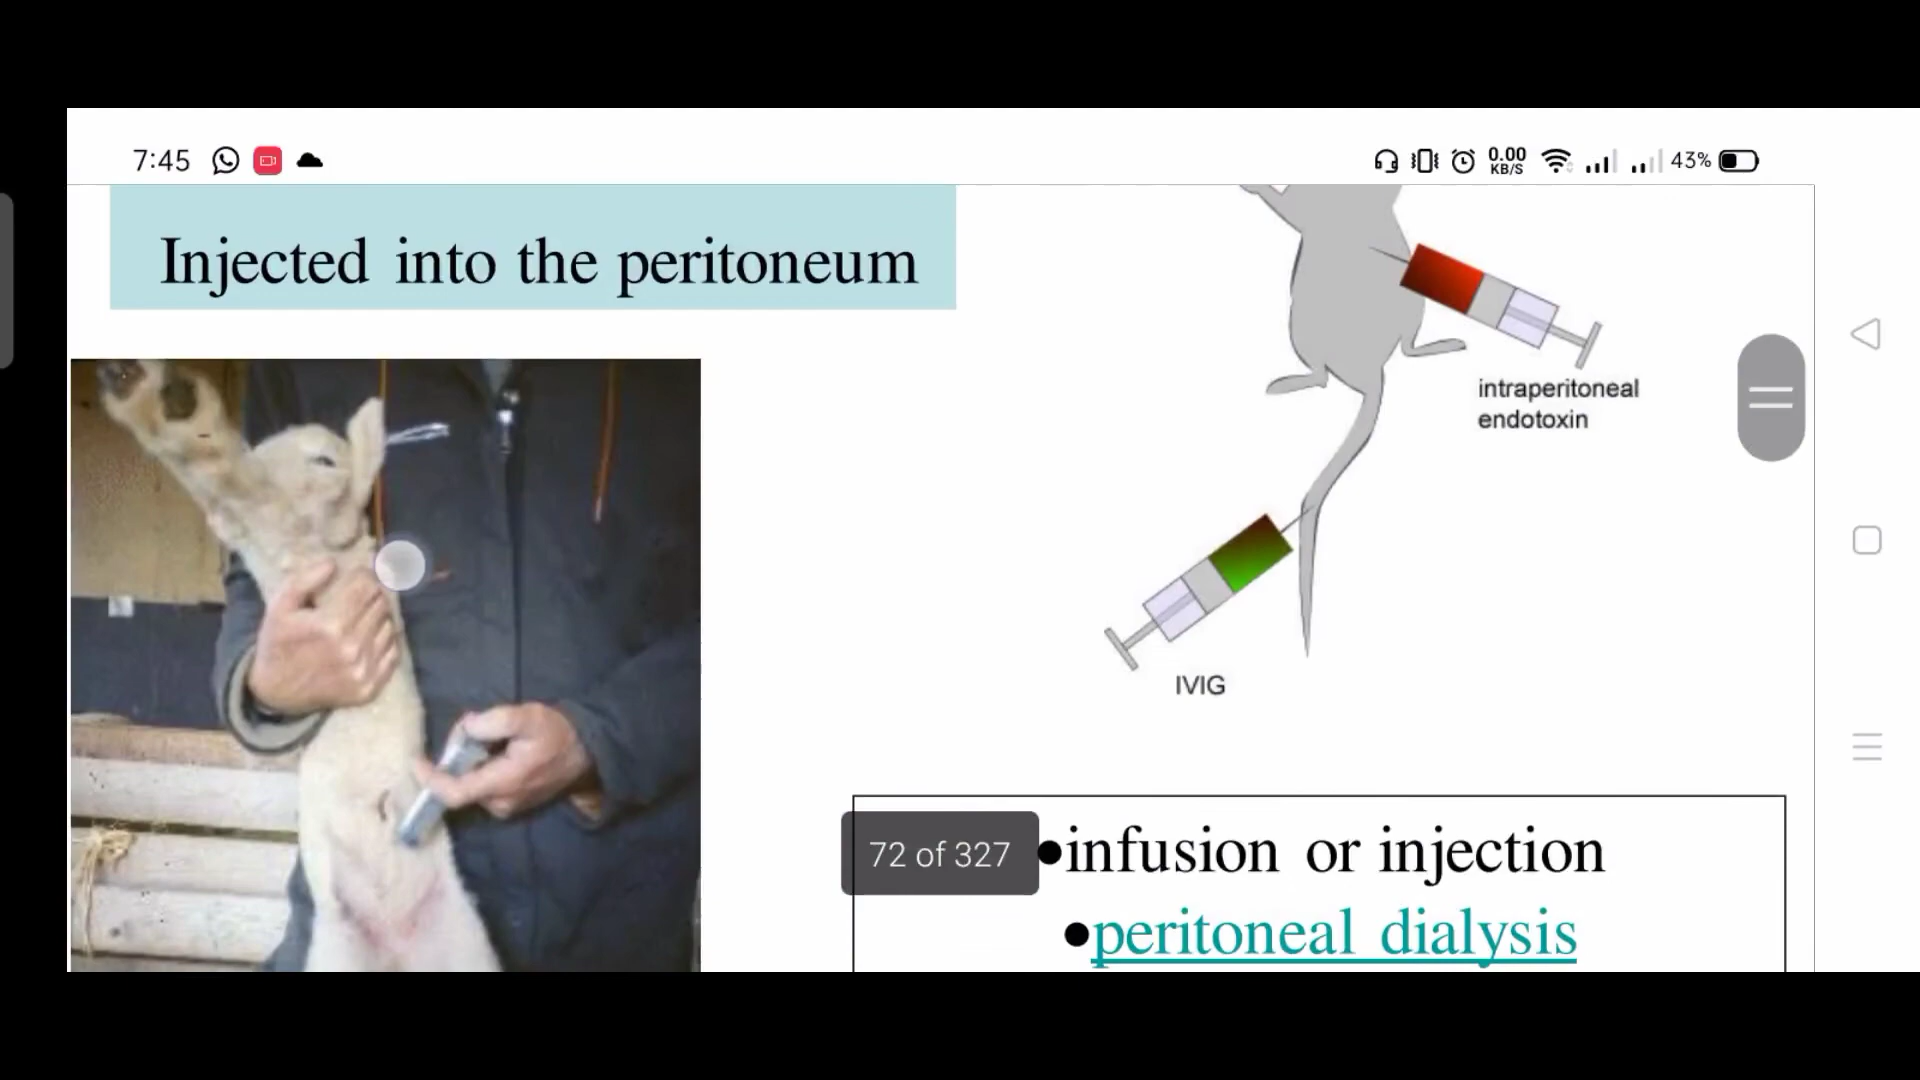 7:45
0.00
KB/S
43%
Injected into the peritoneum
intraperitoneal
endotoxin
IVIG
72 of 327
•infusion or injection
•peritoneal dialysis